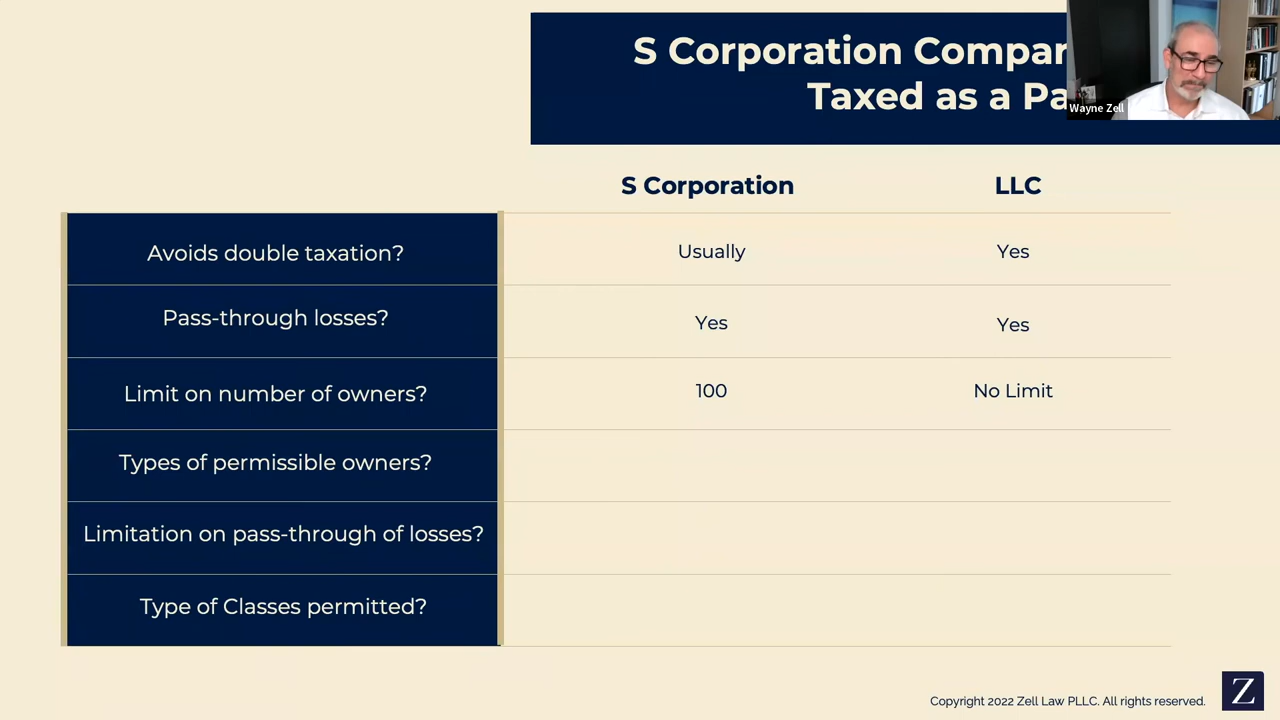 S Corporation Compar
Taxed as a Pa
Wayne Zell
S Corporation LLC
Avoids double taxation? Usually Yes
Pass-through losses? Yes Yes
Limit on number of owners? 100 No Limit
Types of permissible owners?
Limitation on pass-through of losses?
Type of Classes permitted?
Copyright 2022 Zell Law PLLC. All rights reserved.
Z